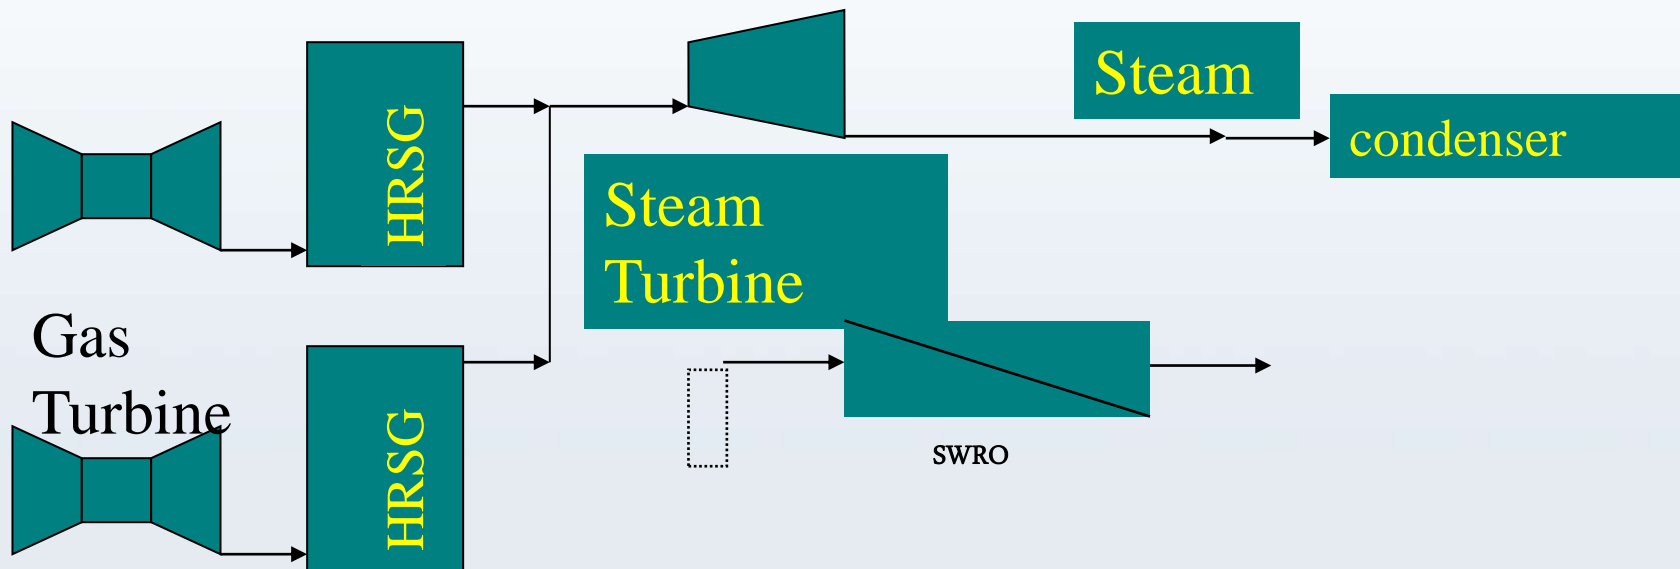 HRSG
Steam
condenser
Steam
Turbine
Gas
Turbine
HRSG
SWRO